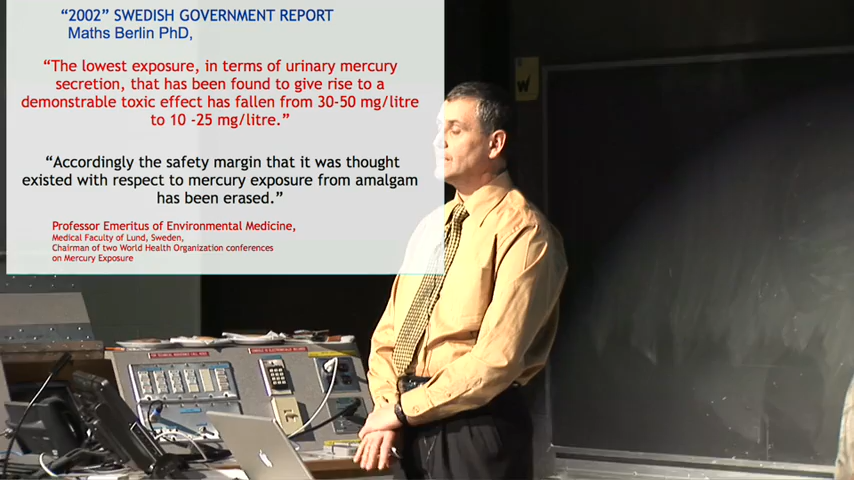 “2002” SWEDISH GOVERNMENT REPORT
Maths Berlin PhD,
“The lowest exposure, in terms of urinary mercury
secretion, that has been found to give rise to a
demonstrable toxic effect has fallen from 30-50 mg/litre
to 10 -25 mg/litre.”
“Accordingly the safety margin that it was thought
existed with respect to mercury exposure from amalgam
has been erased.”
Professor Emeritus of Environmental Medicine,
Medical Faculty of Lund, Sweden,
Chairman of two World Health Organization conferences
on Mercury Exposure
W